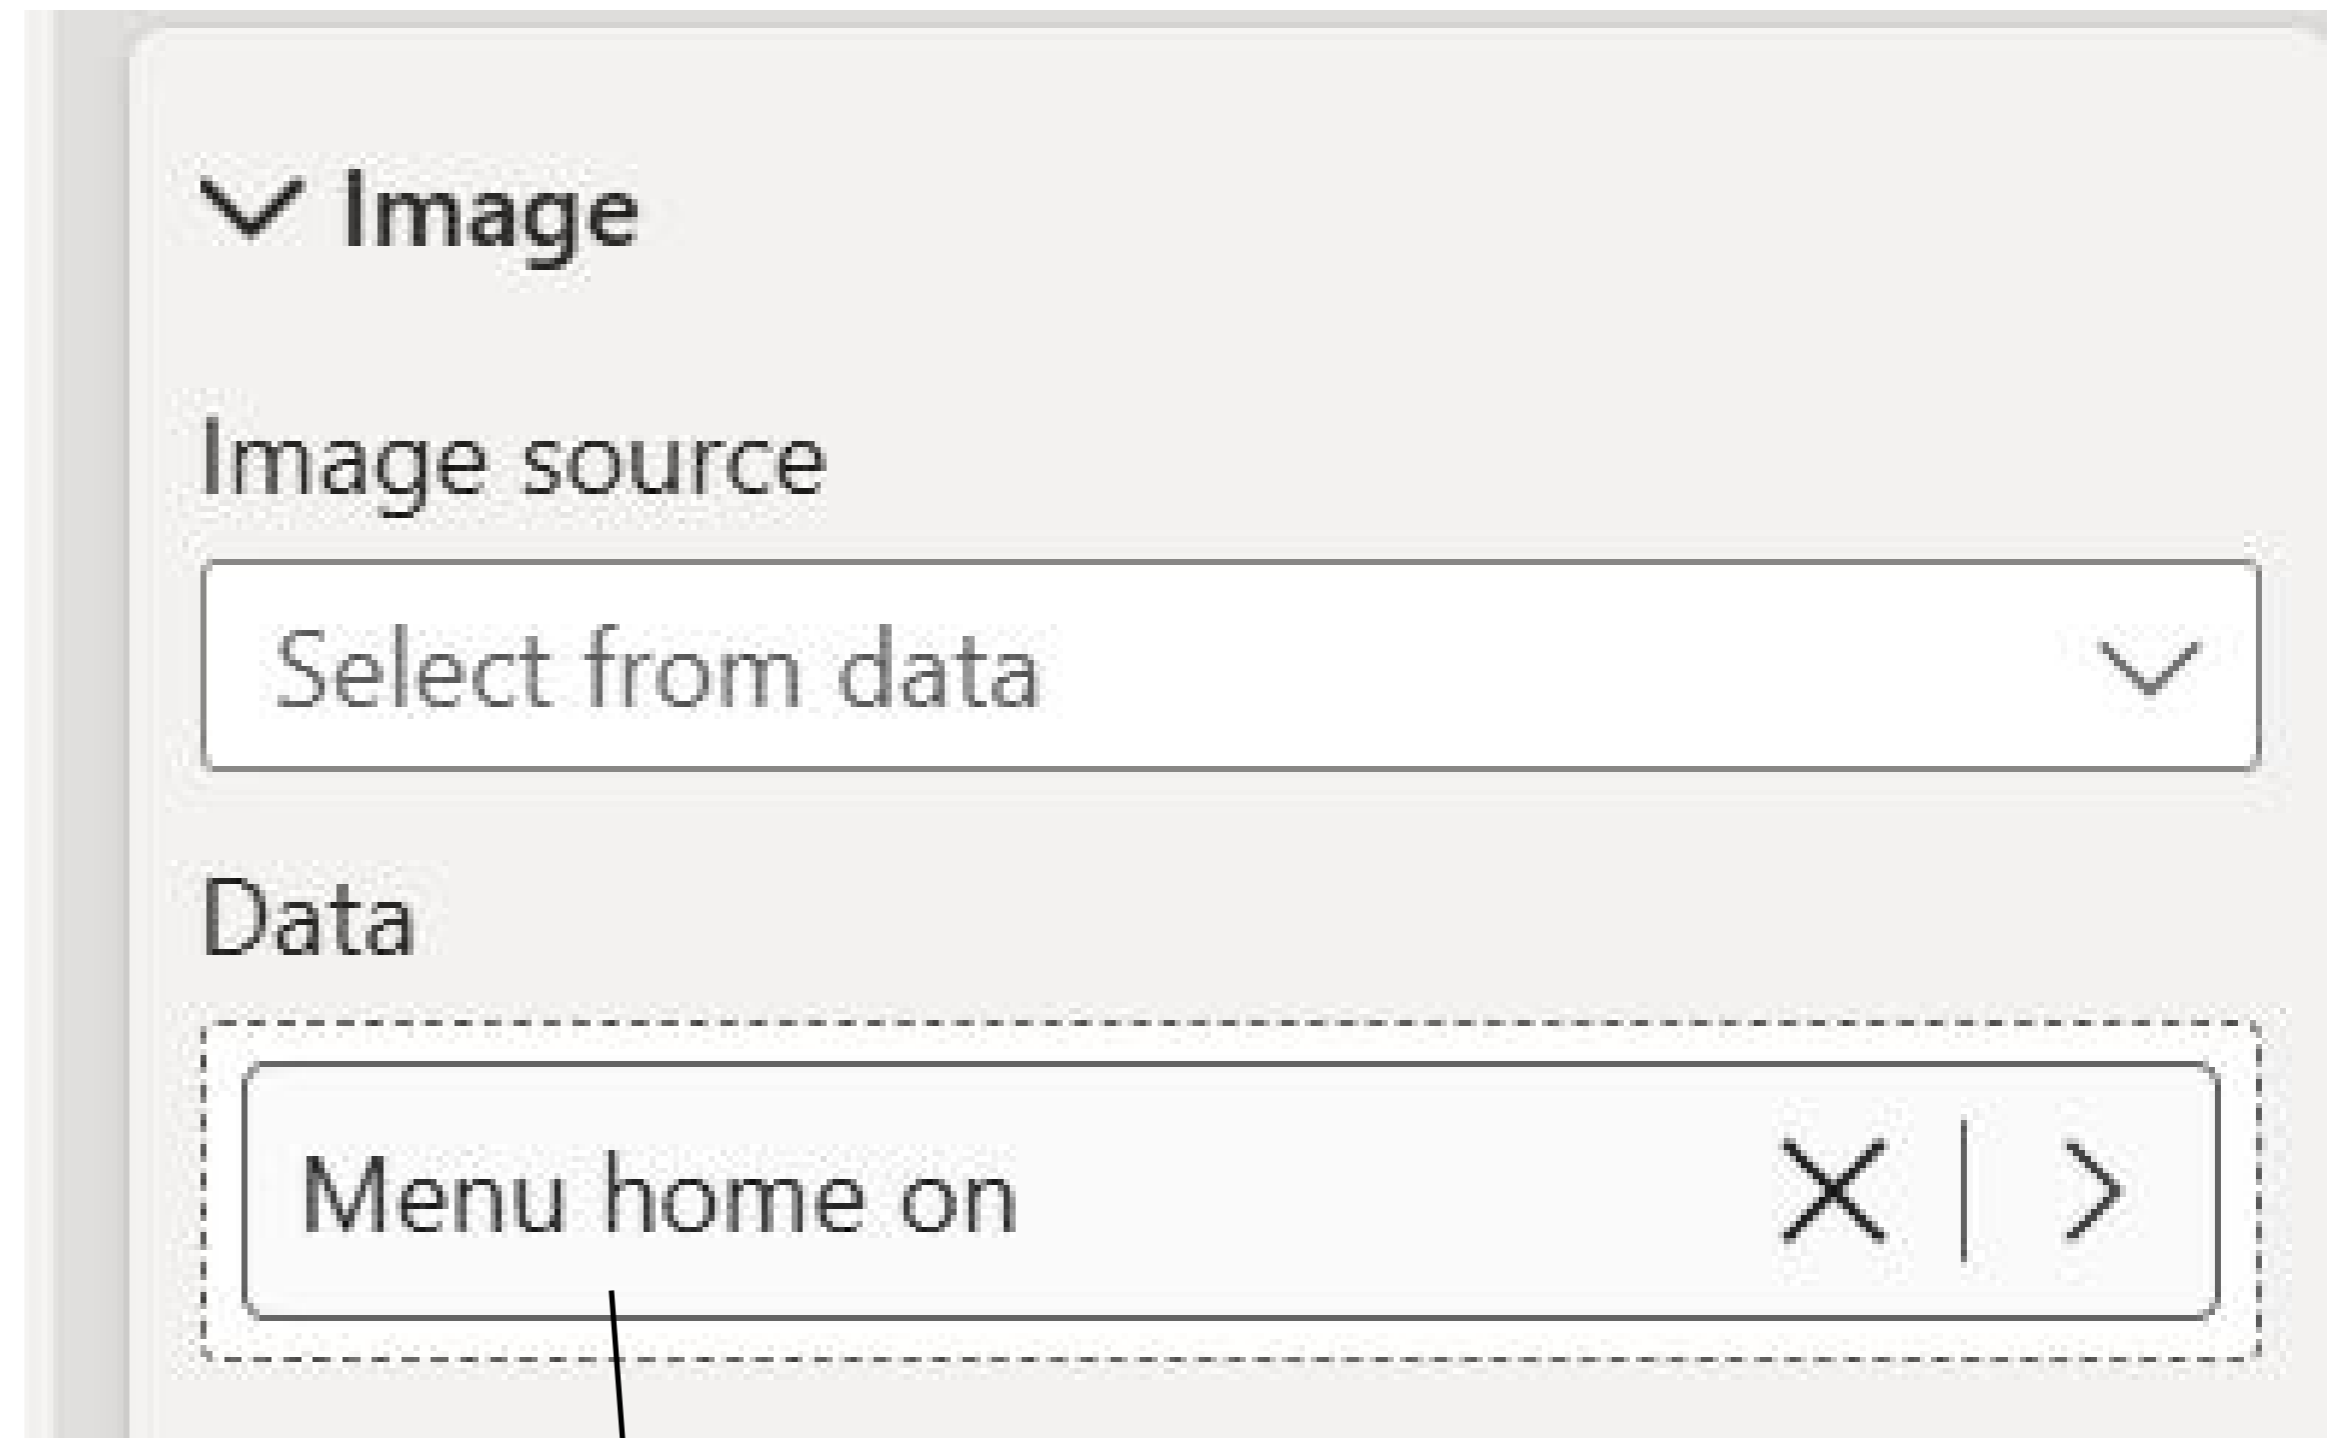 Image
Image source
Select from data
Data
Menu home on